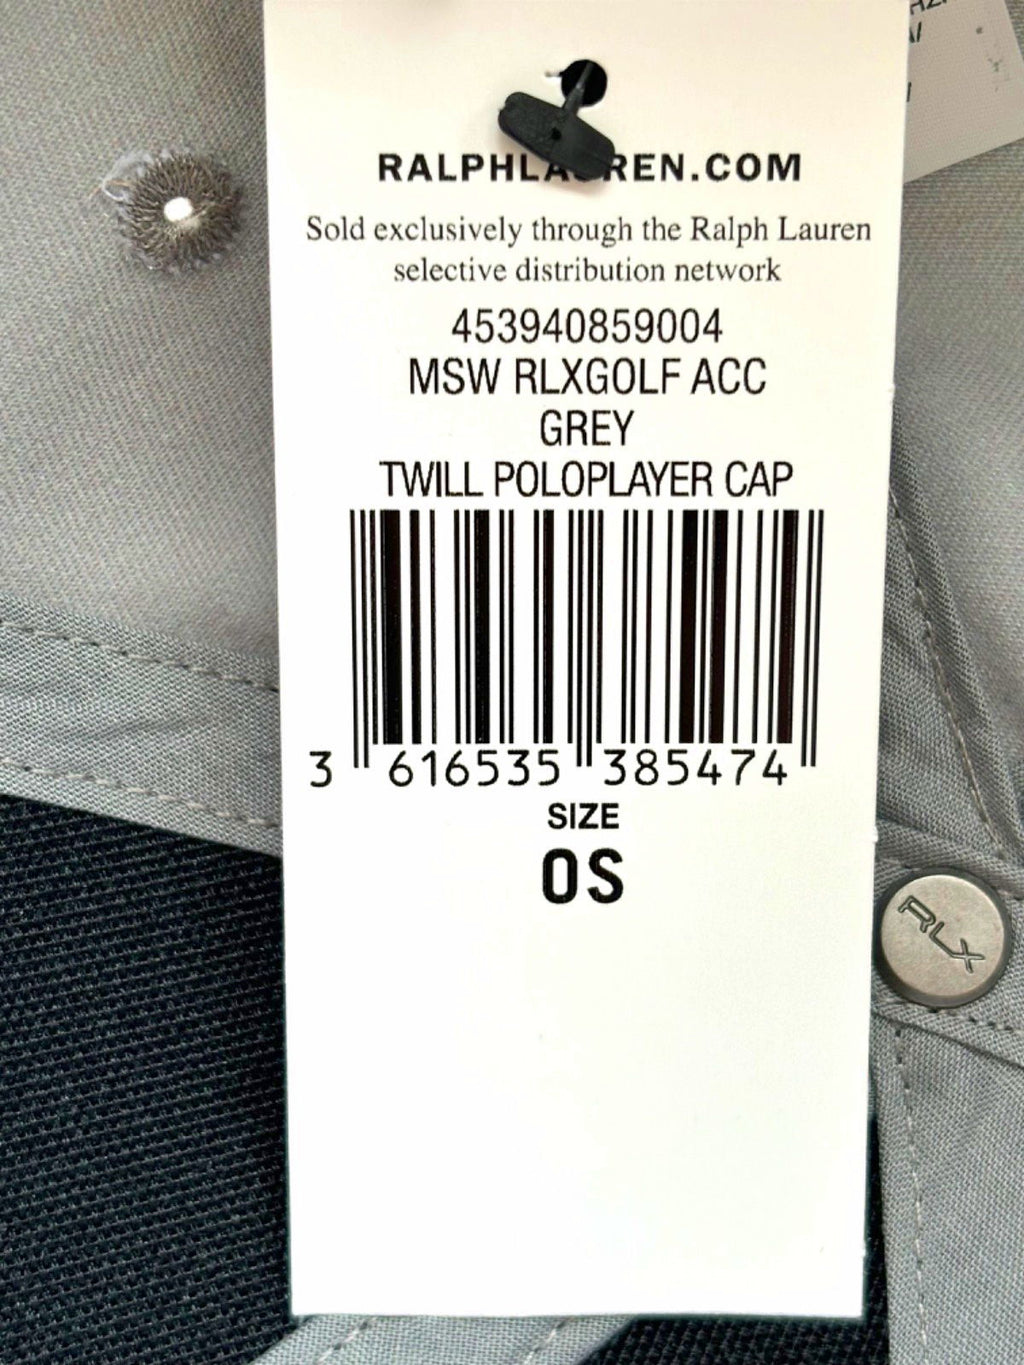 RALPHLAUREN.COM
Sold exclusively through the Ralph Lauren
selective distribution network
453940859004
MSW RLXGOLF ACC
GREY
TWILL POLOPLAYER CAP
3 616535 385474
SIZE
OS
RLX